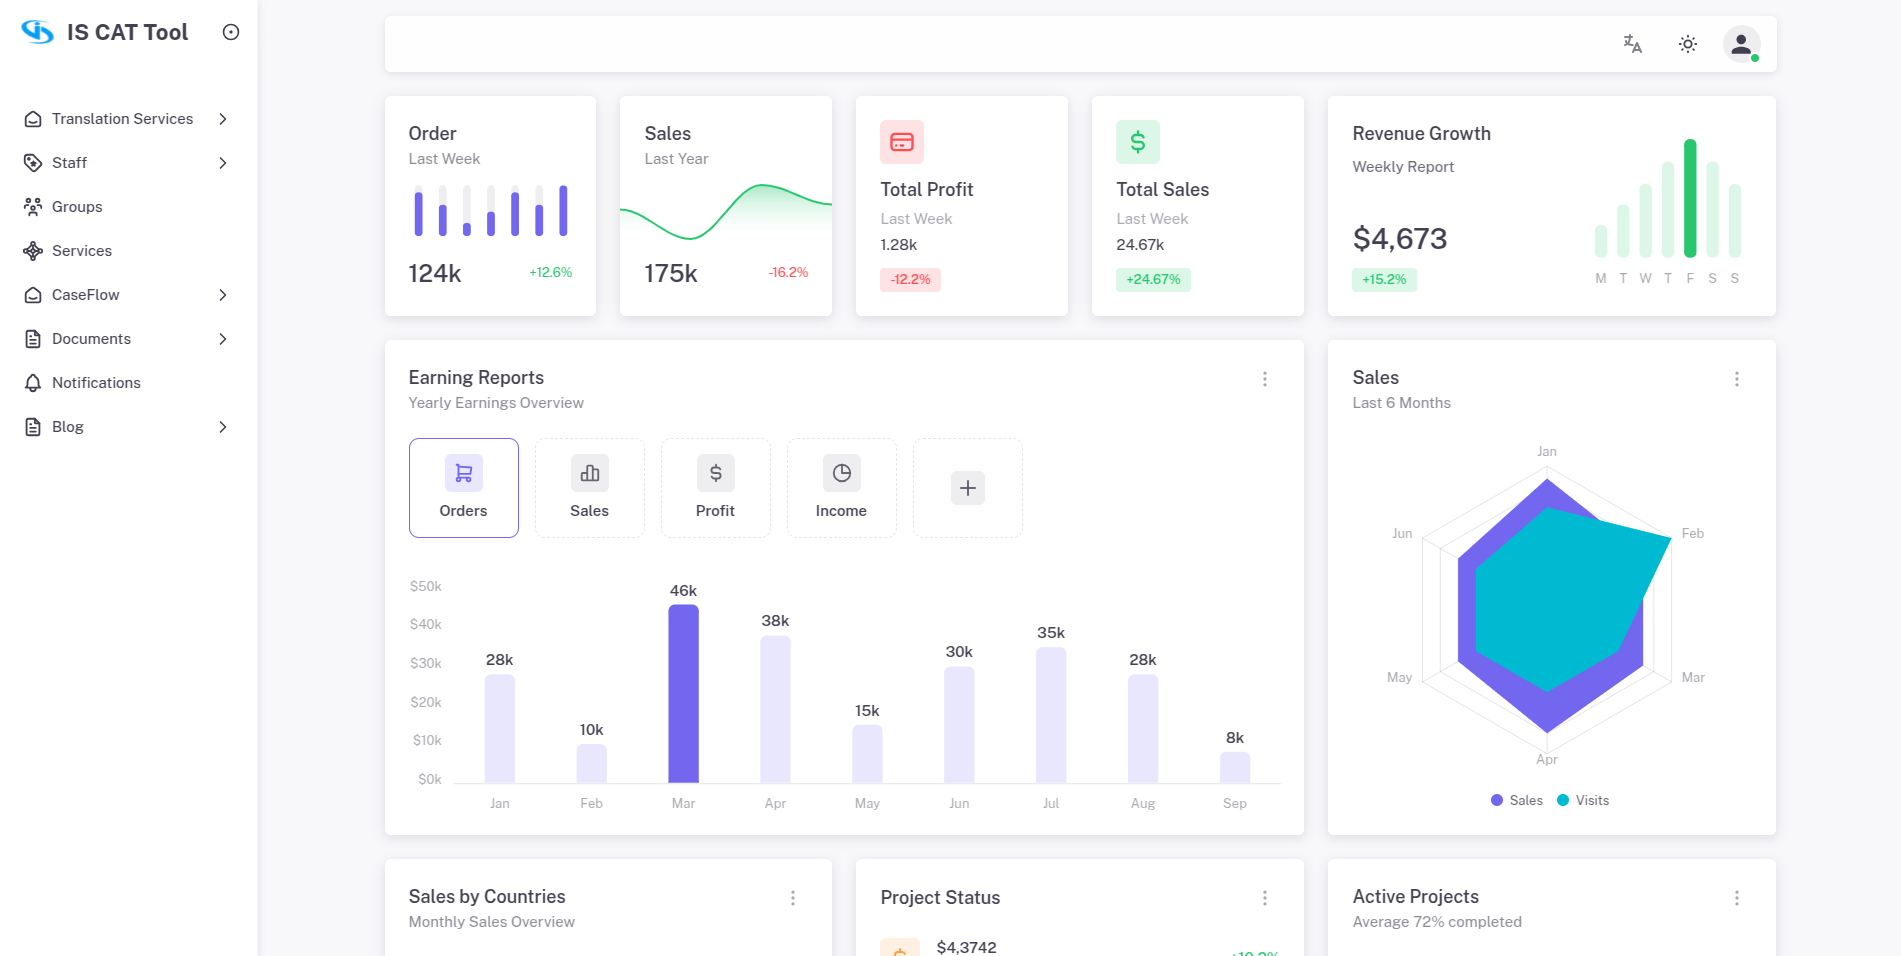 IS CAT Tool
Translation Services
Staff
Groups
Services
CaseFlow
Documents
Notifications
Blog
Order
Last Week
124k
+12.6%
Sales
Last Year
175k
-16.2%
Total Profit
Last Week
1.28k
-12.2%
Total Sales
Last Week
24.67k
+24.67%
Revenue Growth
Weekly Report
$4,673
+15.2%
M T W T F S S
Earning Reports
Yearly Earnings Overview
Orders
Sales
Profit
Income
$50k
$40k
$30k
$20k
$10k
$0k
28k
10k
46k
38k
15k
30k
35k
28k
8k
Jan Feb Mar Apr May Jun Jul Aug Sep
Sales
Last 6 Months
Jan
Feb
Mar
Apr
May
Jun
Sales Visits
Sales by Countries
Monthly Sales Overview
Project Status
$4,3742
Active Projects
Average 72% completed